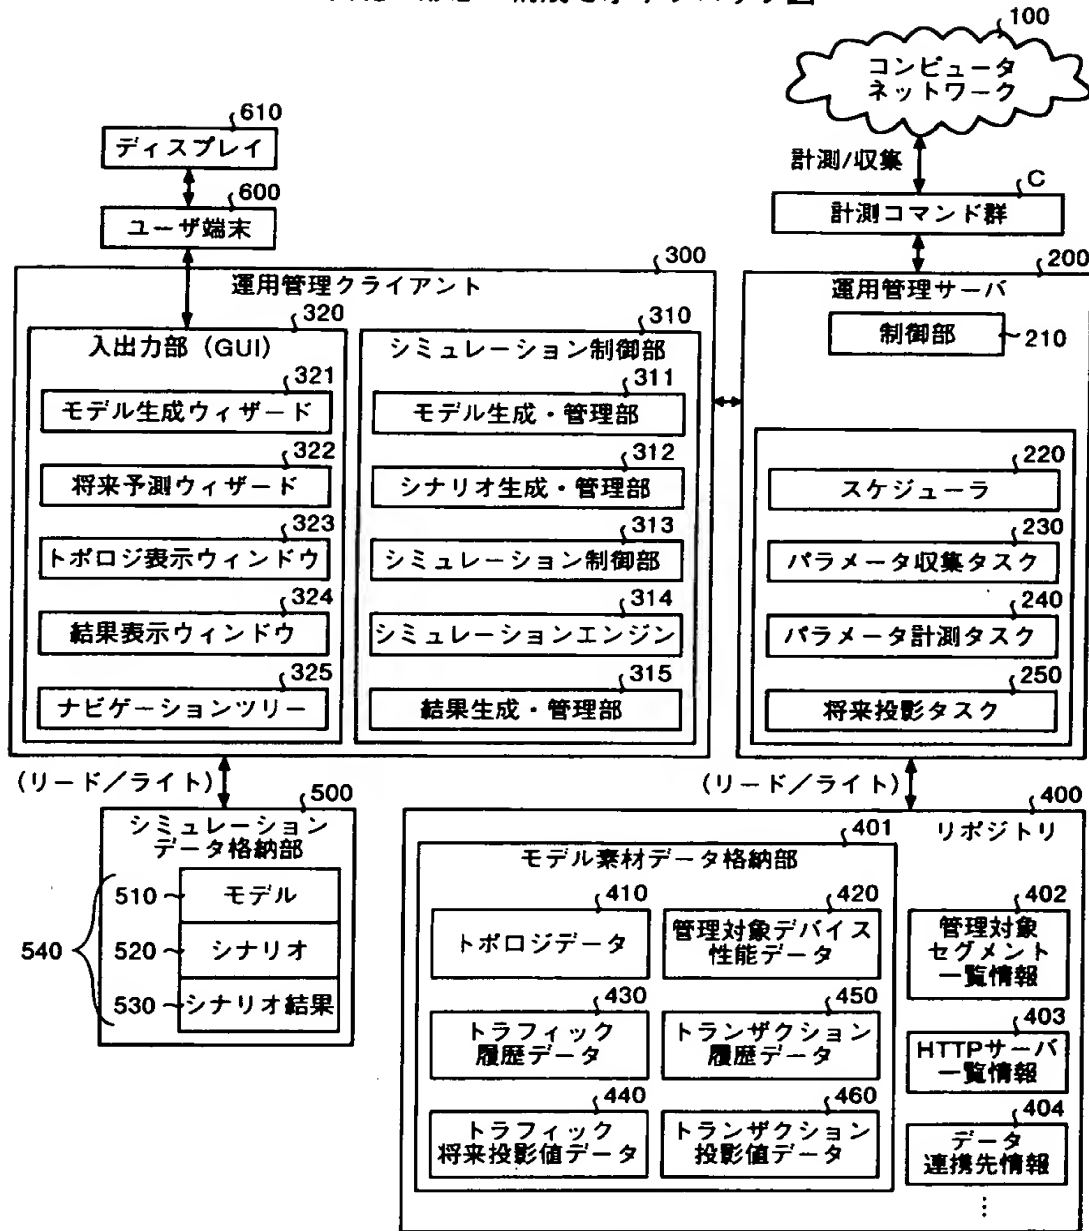 100
コンピュータ
ネットワーク
610
ディスプレイ
計測/収集
600
C
ユーザ端末
計測コマンド群
300
運用管理クライアント
200
運用管理サーバ
320
入出力部（GUI）
310
シミュレーション制御部
制御部
210
321
モデル生成ウィザード
311
モデル生成・管理部
322
将来予測ウィザード
312
シナリオ生成・管理部
220
スケジューラ
323
トポロジ表示ウィンドウ
313
シミュレーション制御部
230
パラメータ収集タスク
324
結果表示ウィンドウ
314
シミュレーションエンジン
240
パラメータ計測タスク
325
ナビゲーションツリー
315
結果生成・管理部
250
将来投影タスク
(リード／ライト)
(リード／ライト)
500
シミュレーション
データ格納部
540
510
モデル
520
シナリオ
530
シナリオ結果
400
リポジトリ
401
モデル素材データ格納部
410
トポロジデータ
420
管理対象デバイス
性能データ
402
管理対象
セグメント
一覧情報
430
トラフィック
履歴データ
450
トランザクション
履歴データ
403
HTTPサーバ
一覧情報
440
トラフィック
将来投影値データ
460
トランザクション
投影値データ
404
データ
連携先情報
⋮